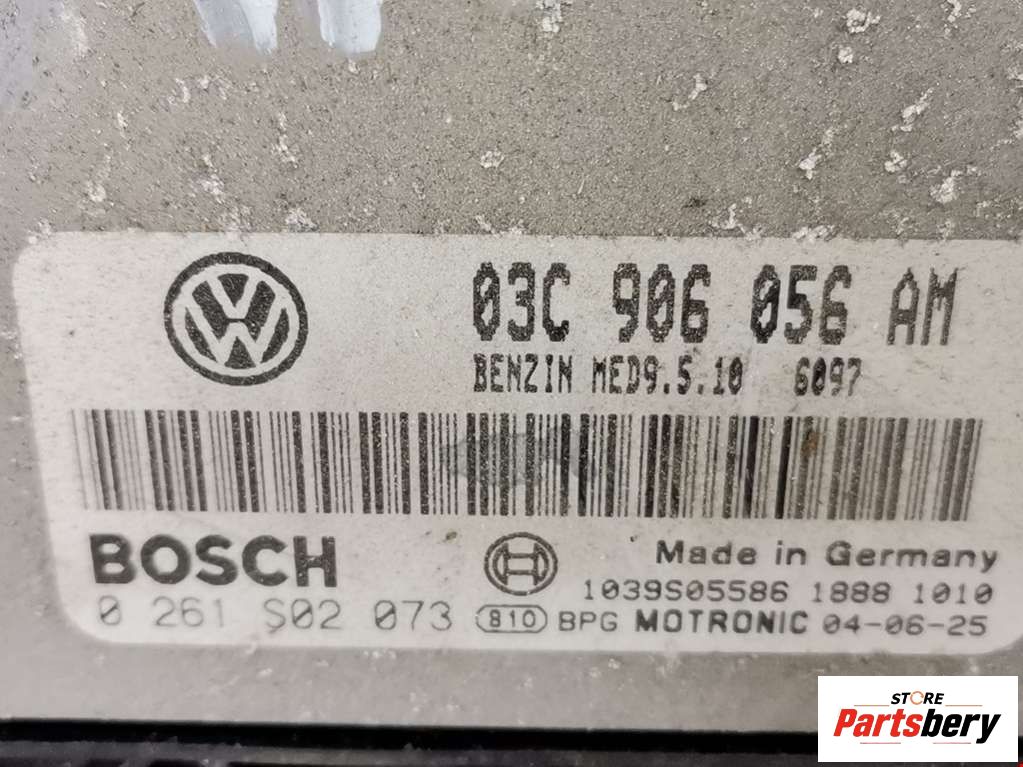 03C 906 056 AM
BENZIN MED9.5.10 6097
BOSCH
Made in Germany
1039S05586 1888 1010
0 261 S02 073 810 BPG MOTRONIC 04-06-25
STORE
Partsbery